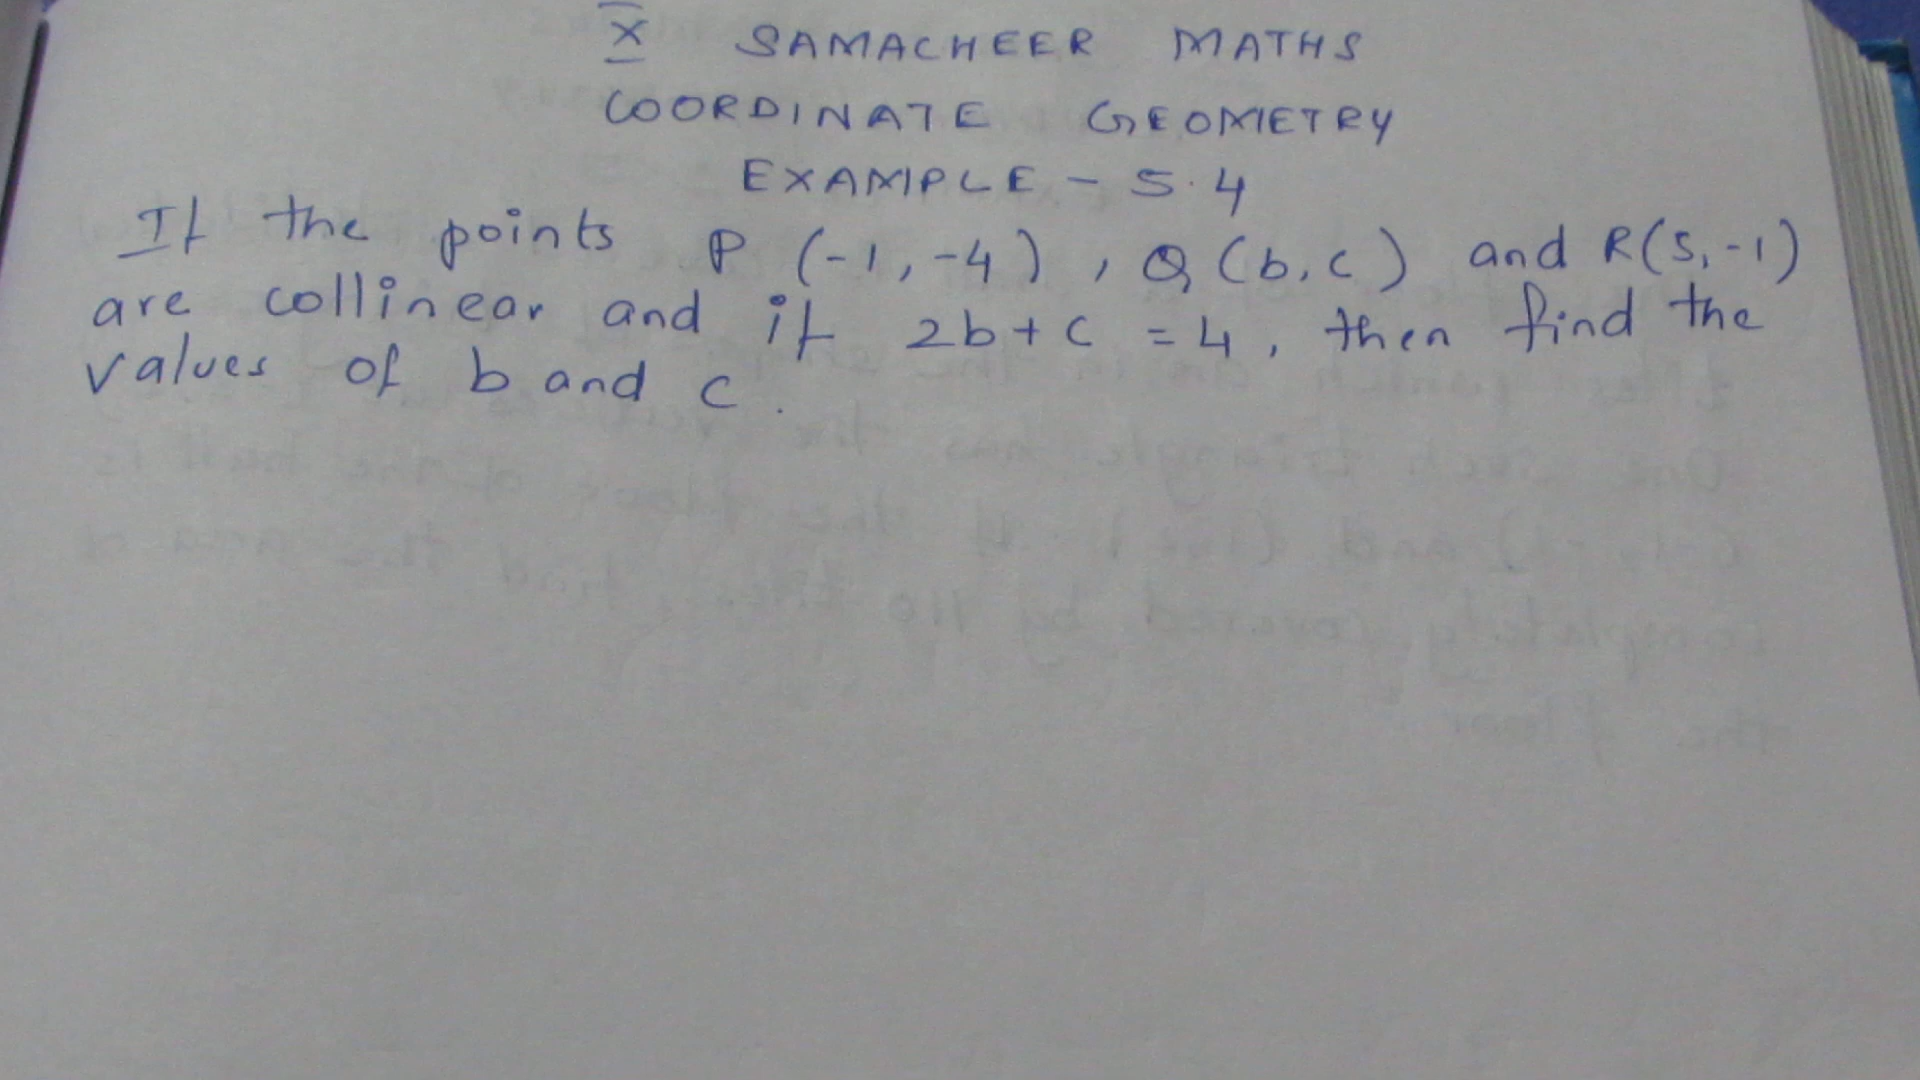 X SAMACHEER MATHS
COORDINATE GEOMETRY
EXAMPLE - 5.4
If the points P (-1, -4), Q (b, c) and R(5, -1)
are collinear and if 2b + c = 4, then find the
values of b and c.